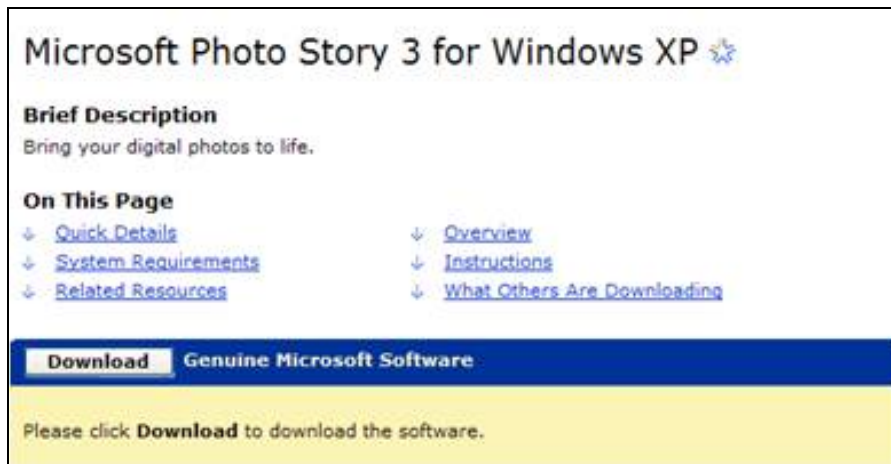 Microsoft Photo Story 3 for Windows XP
Brief Description
Bring your digital photos to life.
On This Page
Quick Details
Overview
System Requirements
Instructions
Related Resources
What Others Are Downloading
Download Genuine Microsoft Software
Please click Download to download the software.